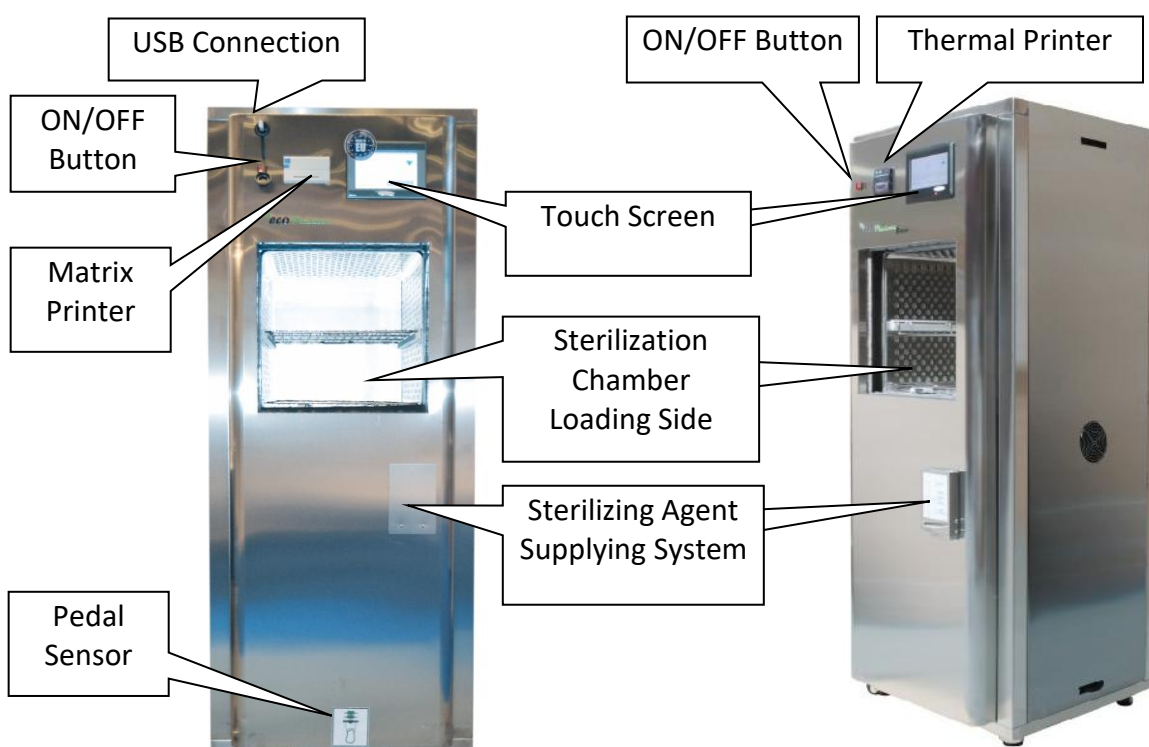 USB Connection
ON/OFF Button
Thermal Printer
ON/OFF
Button
Touch Screen
Matrix
Printer
Sterilization
Chamber
Loading Side
Sterilizing Agent
Supplying System
Pedal
Sensor